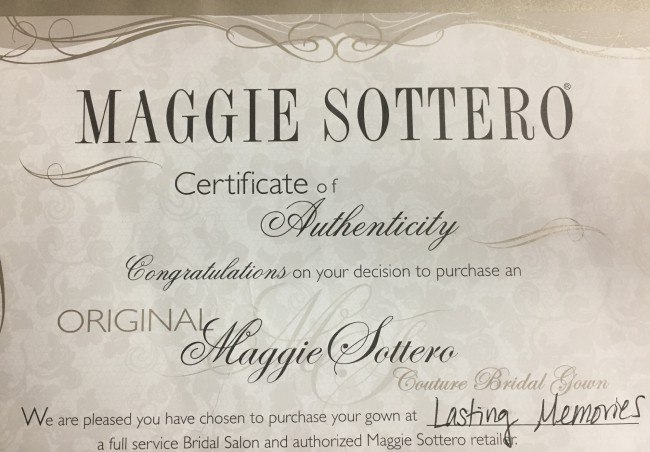 MAGGIE SOTTERO®
Certificate of
Authenticity
Congratulations on your decision to purchase an
ORIGINAL Maggie Sottero
Couture Bridal Gown
We are pleased you have chosen to purchase your gown at Lasting Memories
a full service Bridal Salon and authorized Maggie Sottero retailer.